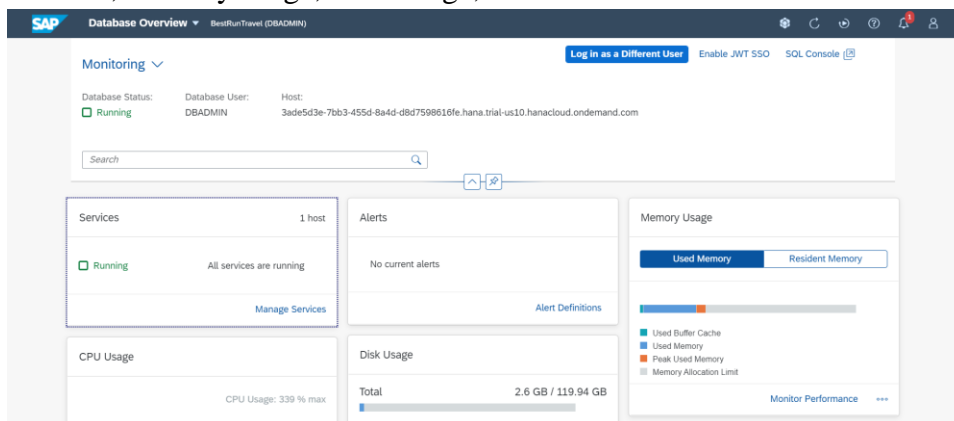 SAP Database Overview BestRunTravel (DBADMIN) 1
Monitoring Log in as a Different User Enable JWT SSO SQL Console
Database Status: Database User: Host:
Running DBADMIN 3ade5d3e-7bb3-455d-8a4d-d8d7598616fe.hana.trial-us10.hanacloud.ondemand.com
Search
Services 1 host Alerts Memory Usage
Running All services are running No current alerts Used Memory Resident Memory
Manage Services Alert Definitions
Used Buffer Cache
Used Memory
Peak Used Memory
Memory Allocation Limit
CPU Usage Disk Usage
CPU Usage: 339 % max Total 2.6 GB / 119.94 GB Monitor Performance